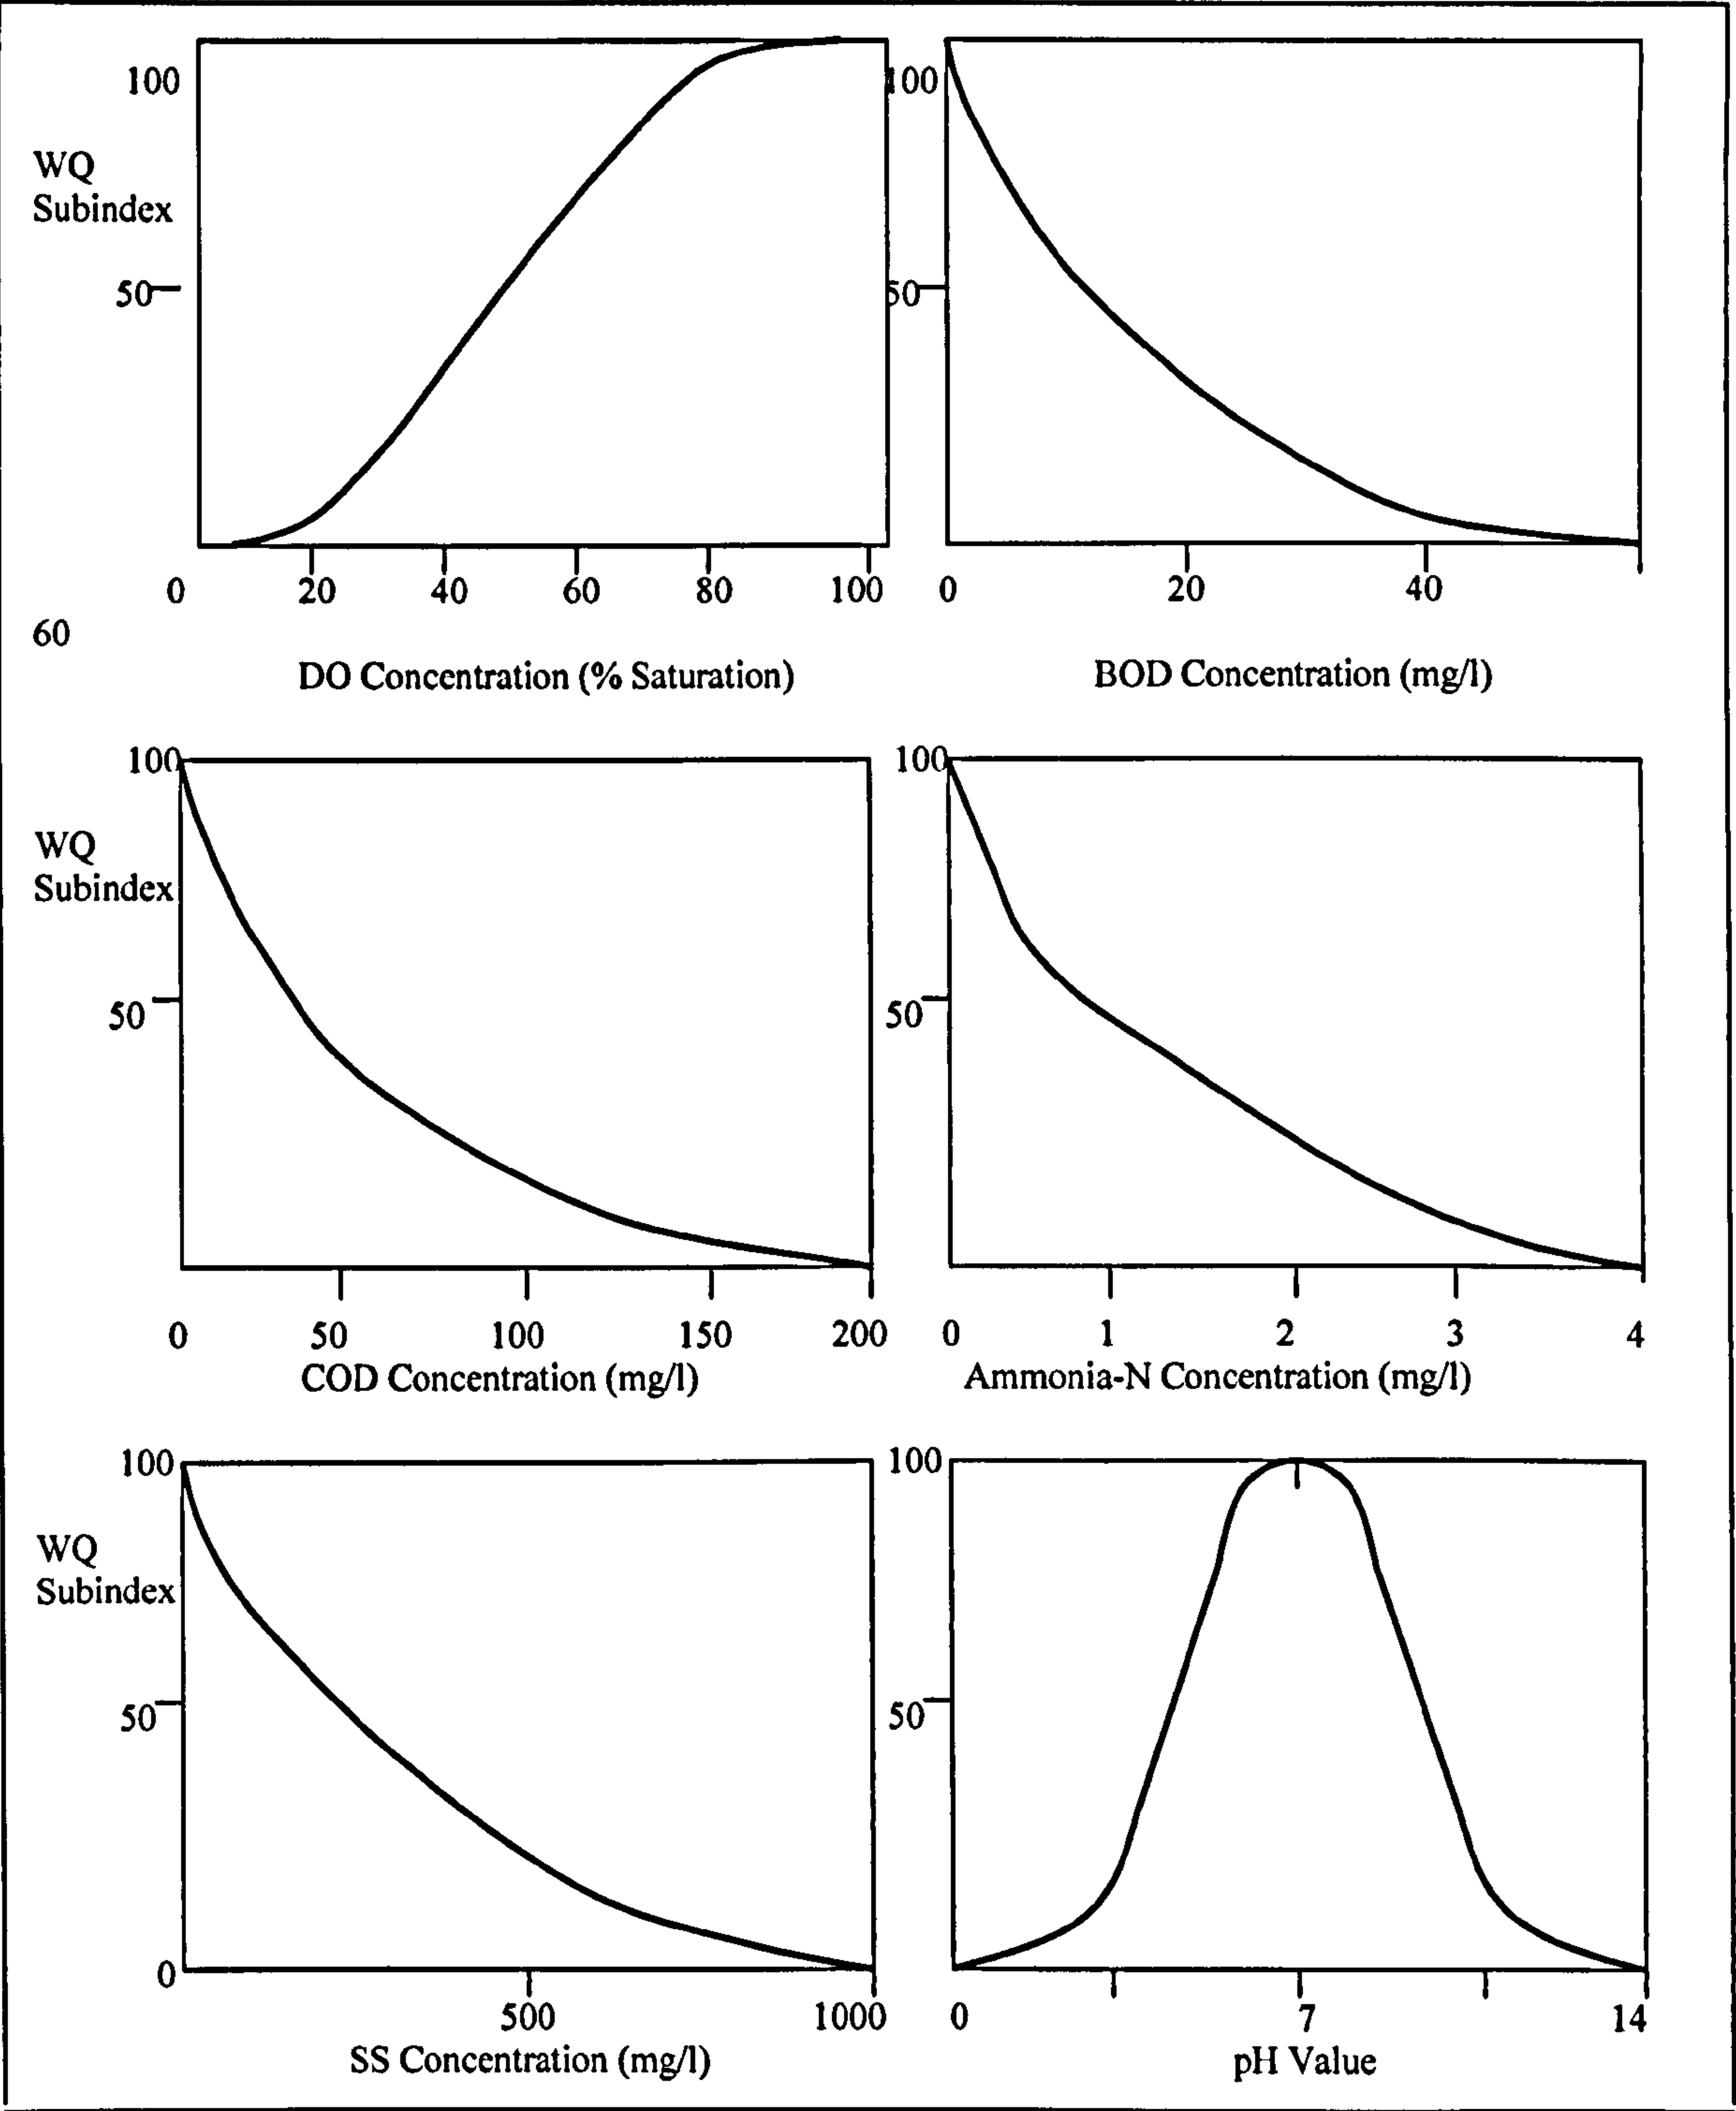 100 100
WQ
Subindex
50 50
0 20 40 60 80 100 0 20 40
60
DO Concentration (% Saturation) BOD Concentration (mg/l)
100 100
WQ
Subindex
50 50
0 50 100 150 200 0 1 2 3 4
COD Concentration (mg/l) Ammonia-N Concentration (mg/l)
100 100
WQ
Subindex
50 50
0
500 1000 0 7 14
SS Concentration (mg/l) pH Value